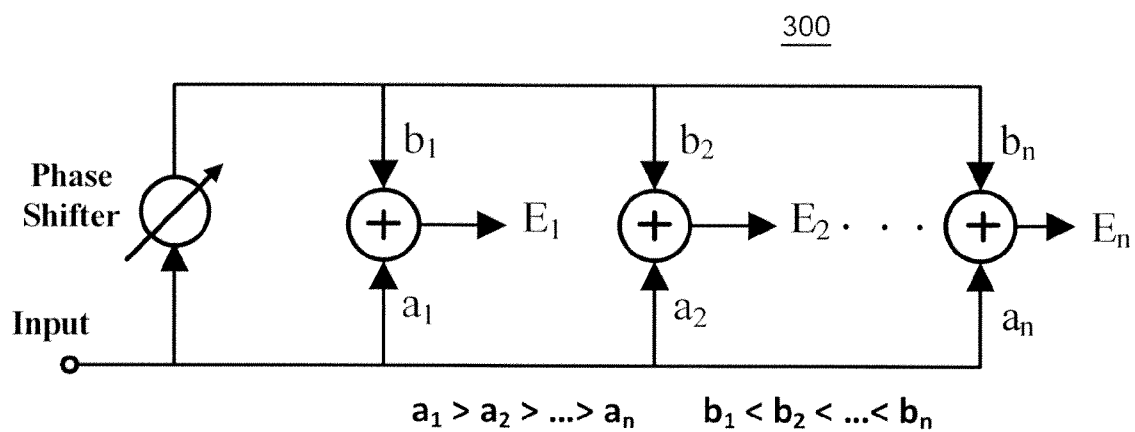 300
Phase
Shifter
b₁
b₂
bₙ
E₁
E₂ . . .
Eₙ
a₁
a₂
aₙ
Input
a₁ > a₂ > ...> aₙ b₁ < b₂ < ...< bₙ